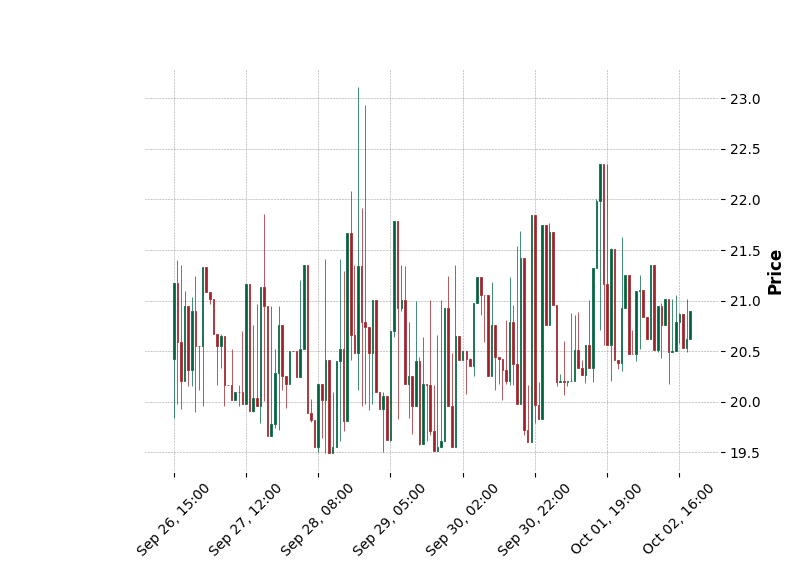 23.0
22.5
22.0
21.5
21.0
20.5
20.0
19.5
Price
Sep 26, 15:00
Sep 27, 12:00
Sep 28, 08:00
Sep 29, 05:00
Sep 30, 02:00
Sep 30, 22:00
Oct 01, 19:00
Oct 02, 16:00